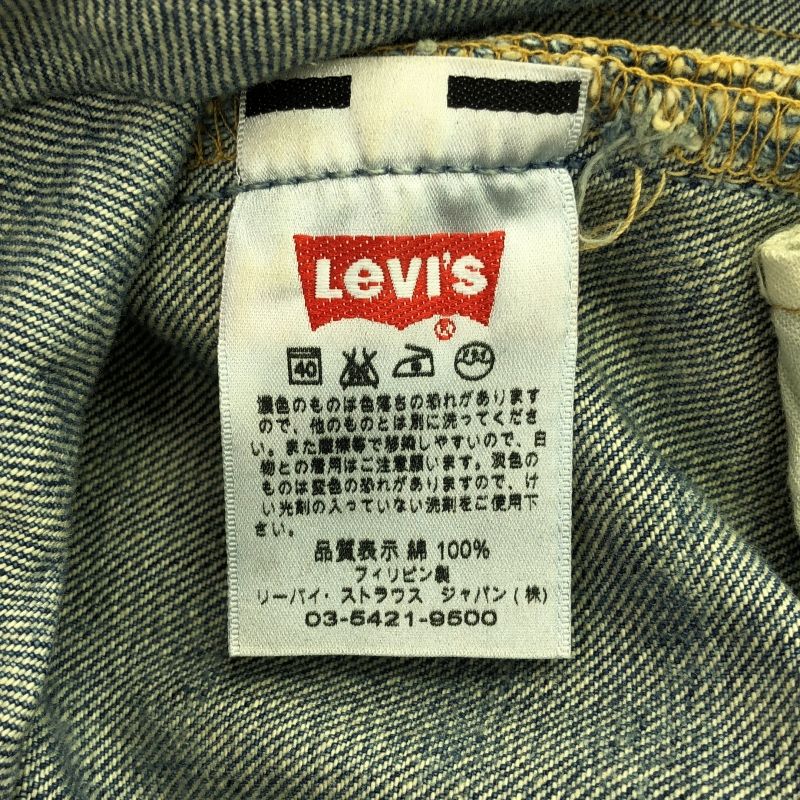 LEVI'S
®
40
濃色のものは色落ちの恐れがあります
ので、他のものとは別に洗ってくださ
い。また摩擦等で移染しやすいので、白
物との着用はご注意願います。淡色の
ものは変色の恐れがありますので、け
い光剤の入っていない洗剤をご使用下
さい。
品質表示 綿 100%
フィリピン製
リーバイ・ストラウス ジャパン(株)
03-5421-9500